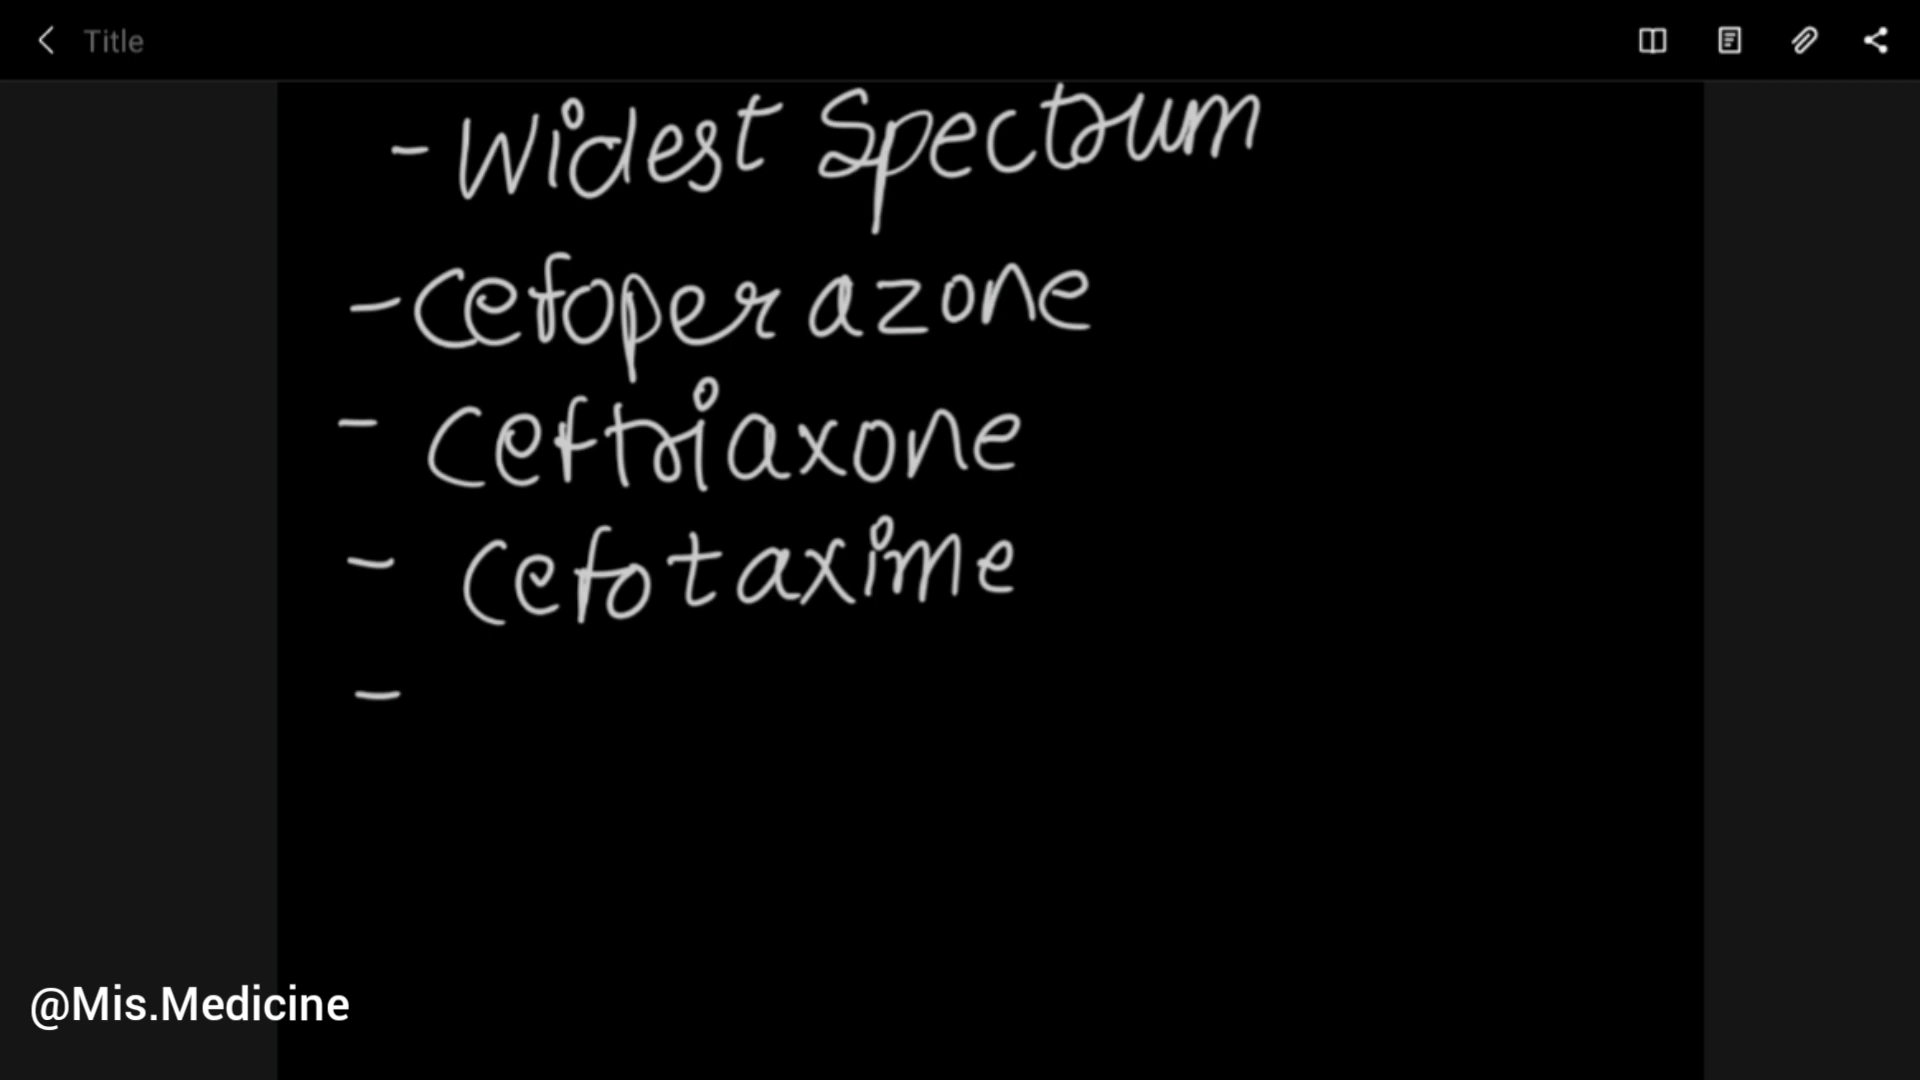 Title
- Widest Spectrum
- Cefoperazone
- Ceftriaxone
- Cefotaxime
-
@Mis.Medicine